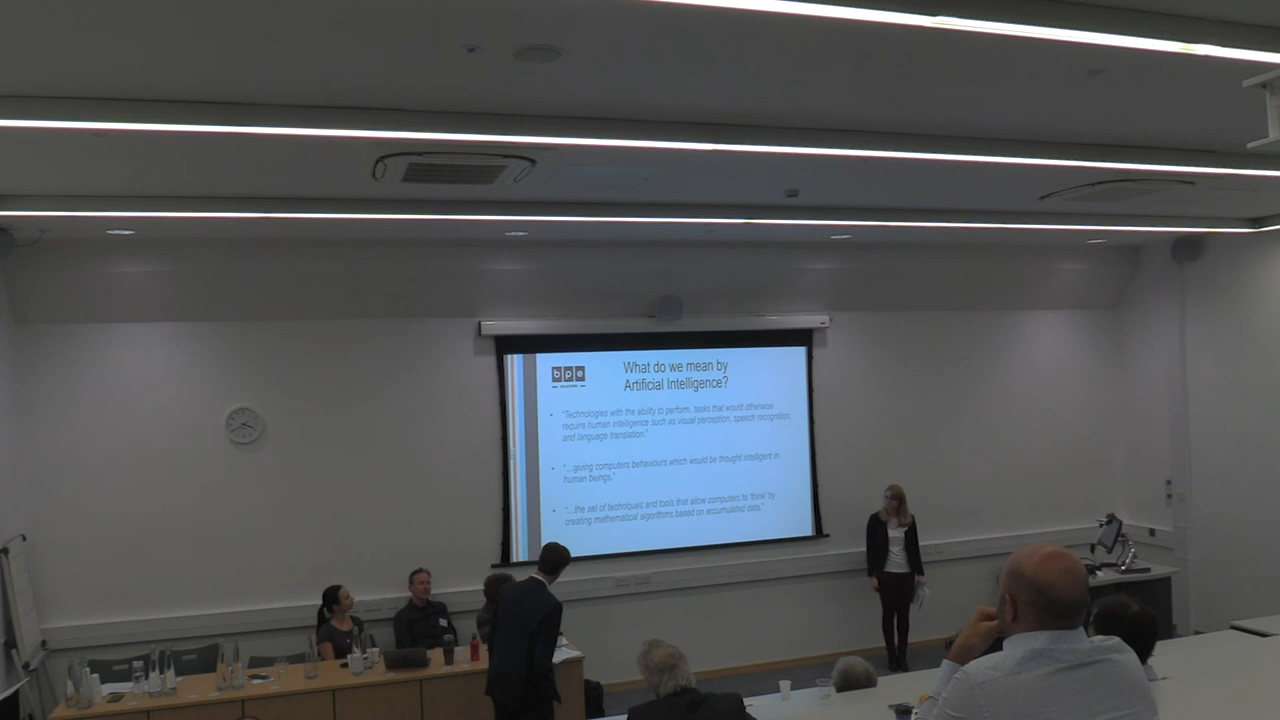 bpe
What do we mean by
Artificial Intelligence?
• "Technologies with the ability to perform, tasks that would otherwise
require human intelligence such as visual perception, speech recognition,
and language translation."
• "...giving computers behaviours which would be thought intelligent in
human beings."
• "...the set of techniques and tools that allow computers to 'think' by
creating mathematical algorithms based on accumulated data."